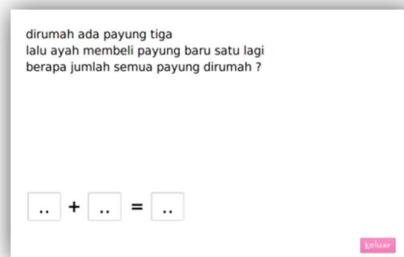 dirumah ada payung tiga
lalu ayah membeli payung baru satu lagi
berapa jumlah semua payung dirumah ?
.. + .. = ..
keluar